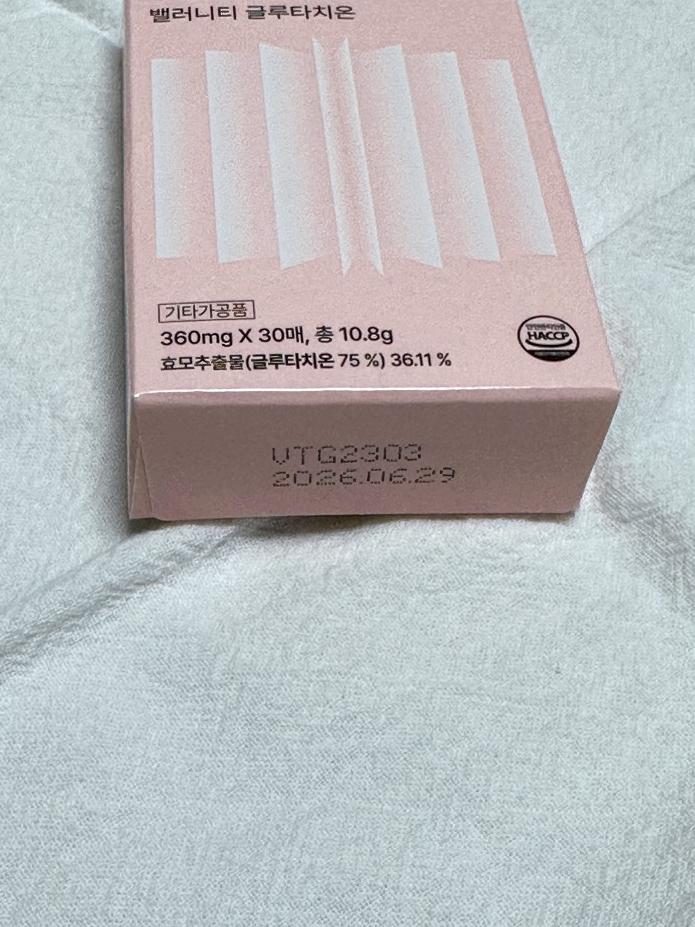 밸러니티 글루타치온
기타가공품
360mg X 30매, 총 10.8g
효모추출물(글루타치온 75 %) 36.11 %
HACCP
VTG2303
2026.06.29